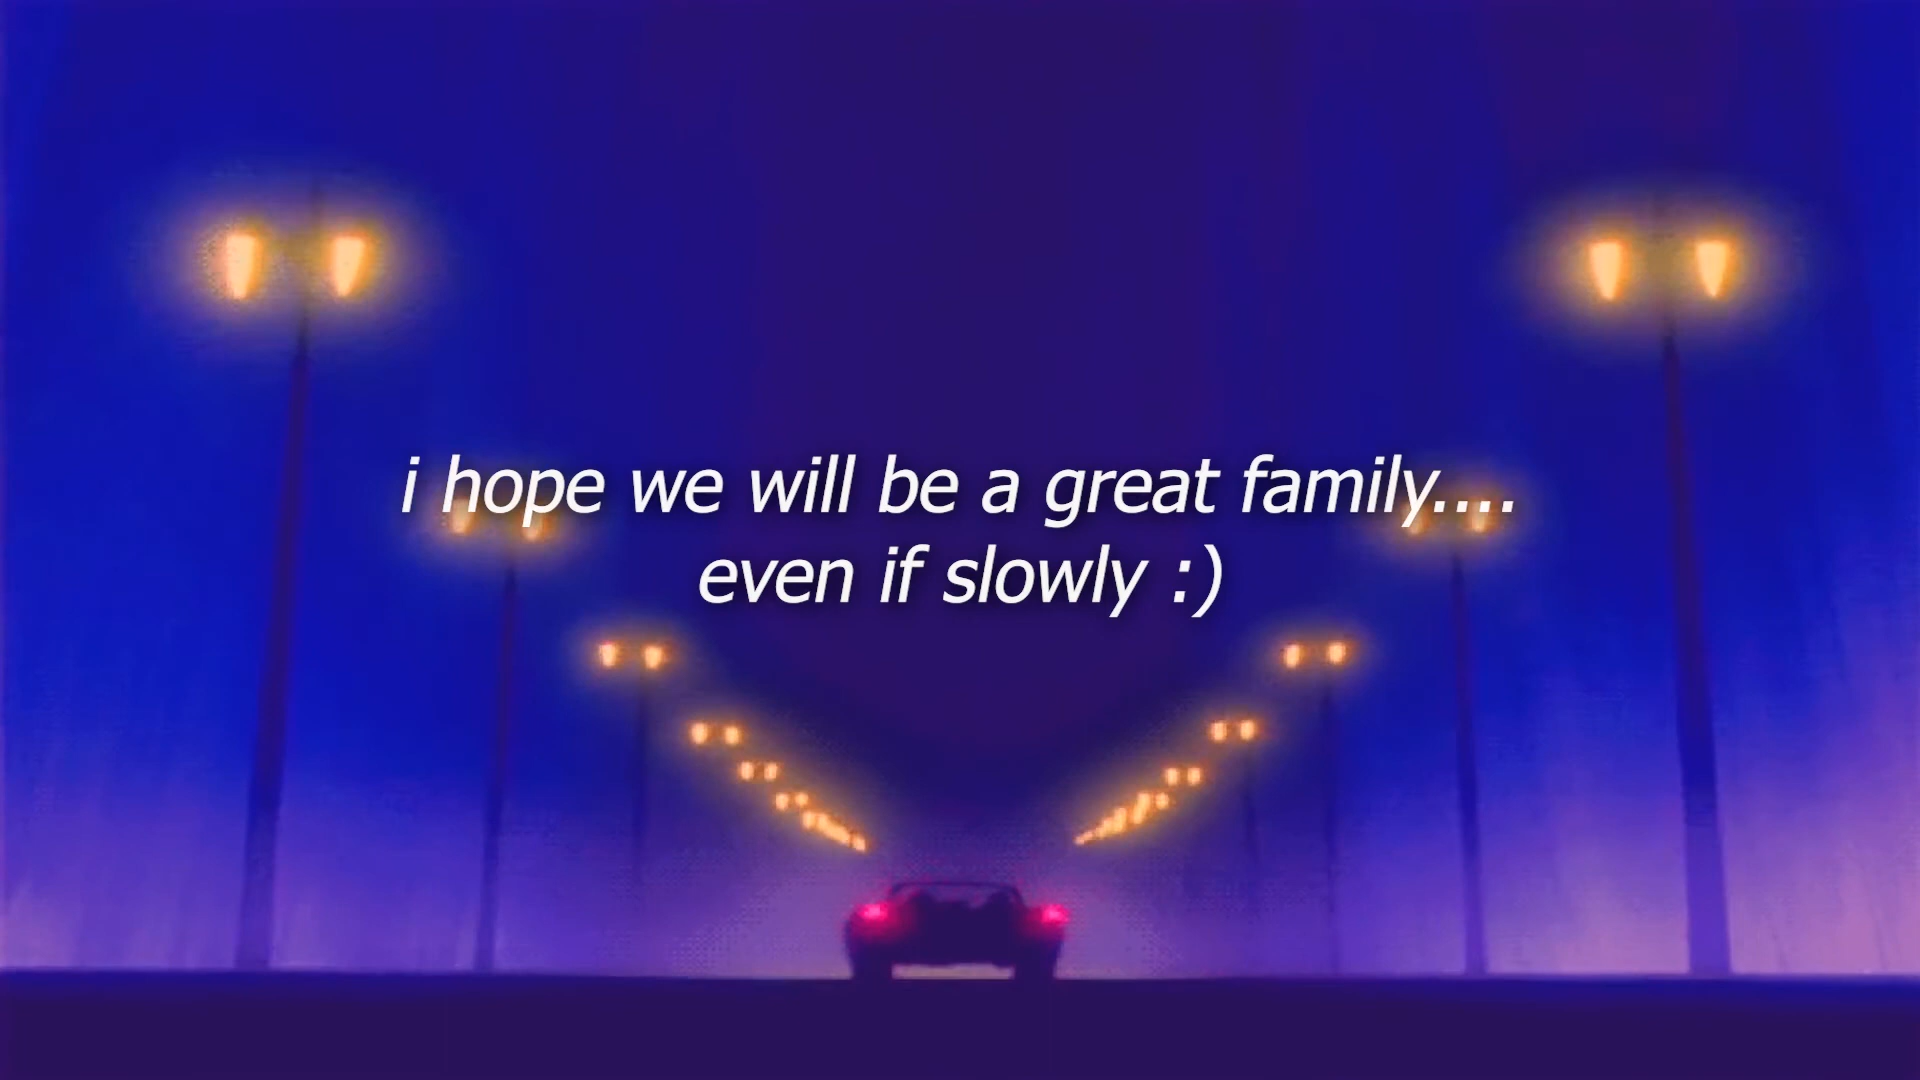 i hope we will be a great family....
even if slowly :)